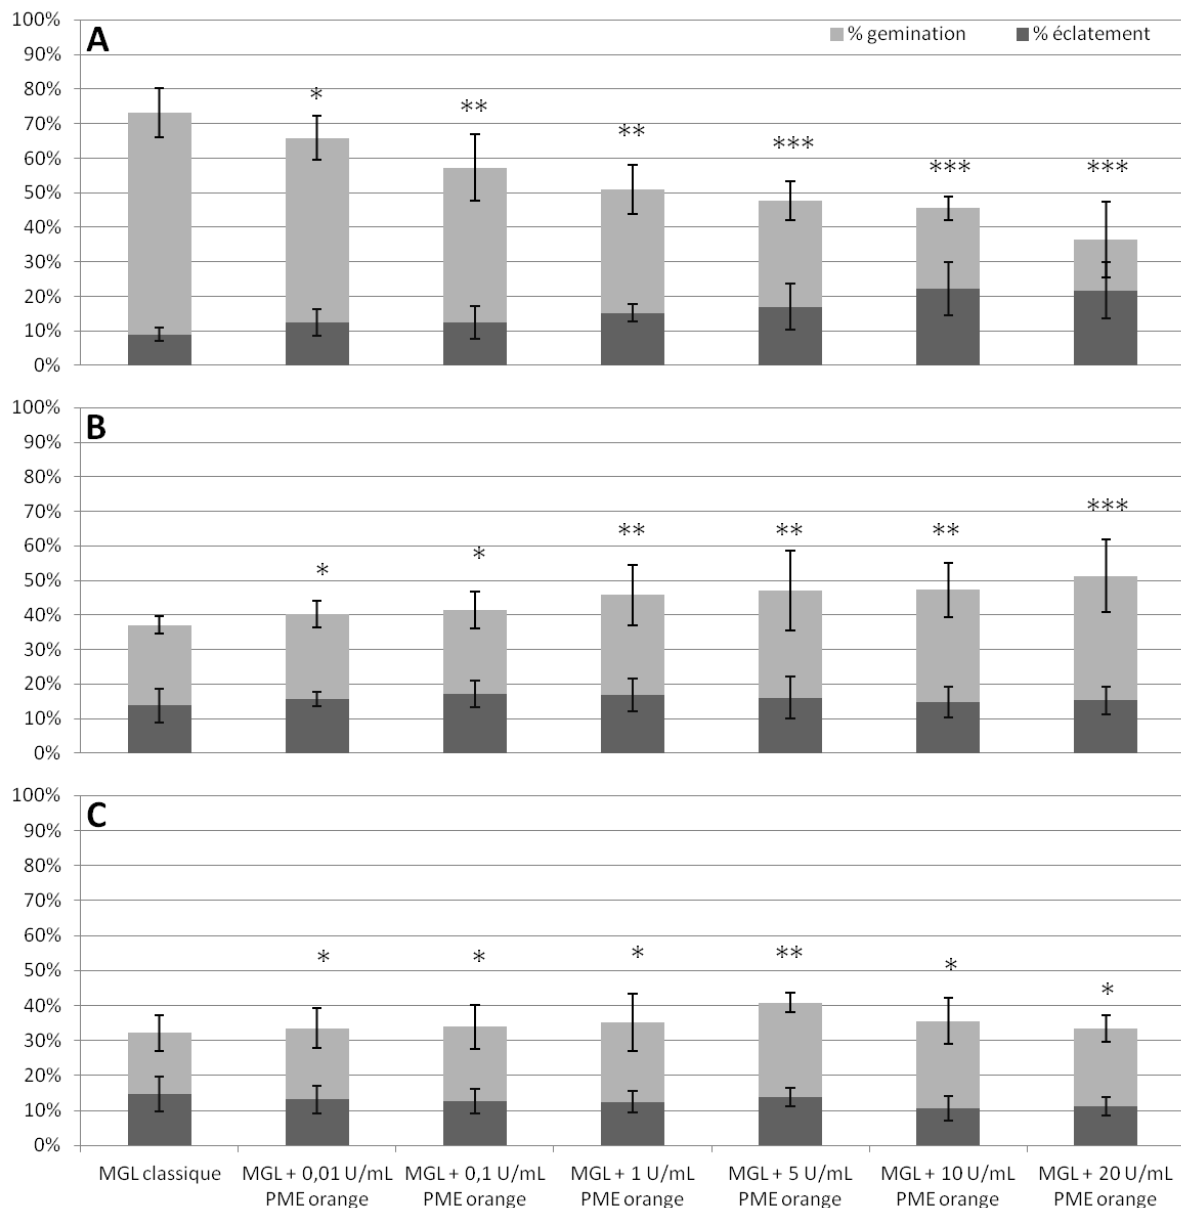 A
% gemination
% éclatement
100%
90%
80%
70%
60%
50%
40%
30%
20%
10%
0%
*
**
**
***
***
***
B
100%
90%
80%
70%
60%
50%
40%
30%
20%
10%
0%
*
*
**
**
**
***
C
100%
90%
80%
70%
60%
50%
40%
30%
20%
10%
0%
*
*
*
**
*
*
MGL classique
MGL + 0,01 U/mL
PME orange
MGL + 0,1 U/mL
PME orange
MGL + 1 U/mL
PME orange
MGL + 5 U/mL
PME orange
MGL + 10 U/mL
PME orange
MGL + 20 U/mL
PME orange